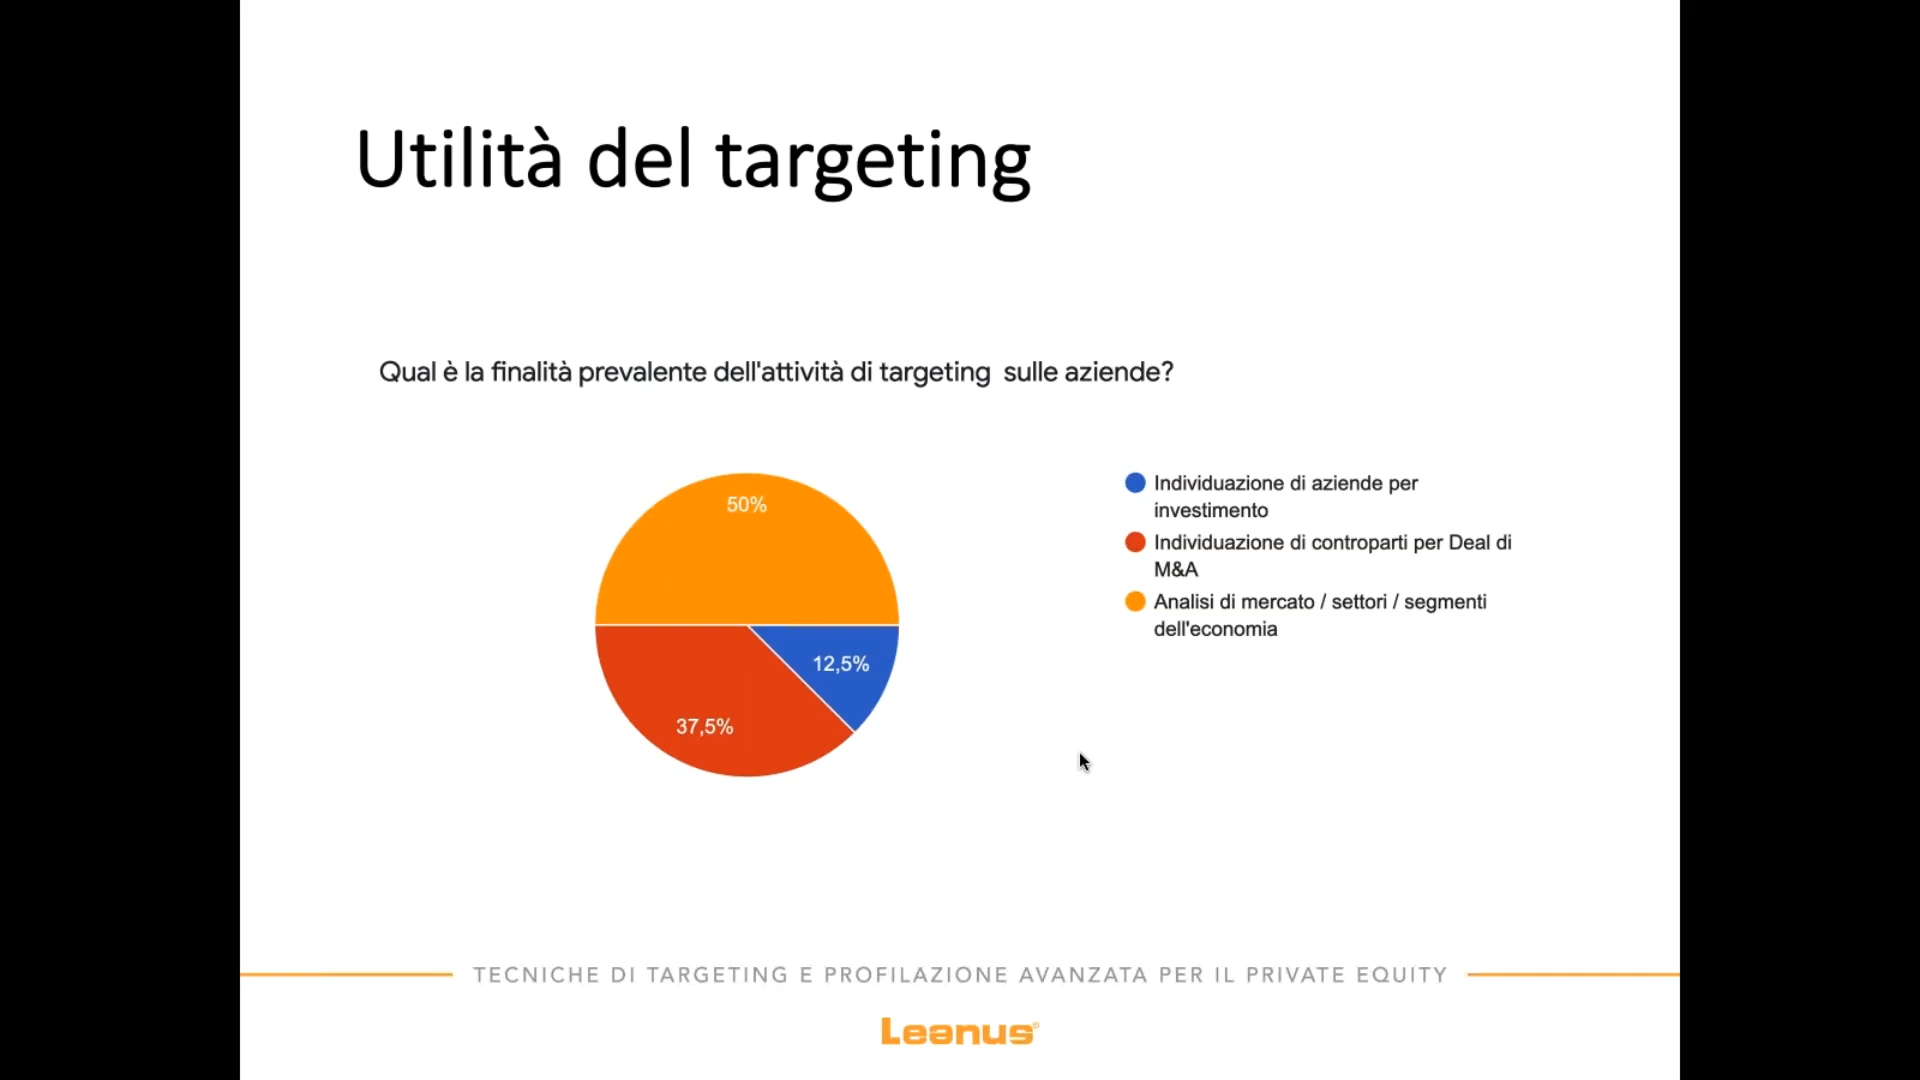 Utilità del targeting
Qual è la finalità prevalente dell'attività di targeting sulle aziende?
50%
12,5%
37,5%
Individuazione di aziende per
investimento
Individuazione di controparti per Deal di
M&A
Analisi di mercato / settori / segmenti
dell'economia
TECNICHE DI TARGETING E PROFILAZIONE AVANZATA PER IL PRIVATE EQUITY
Leanus®